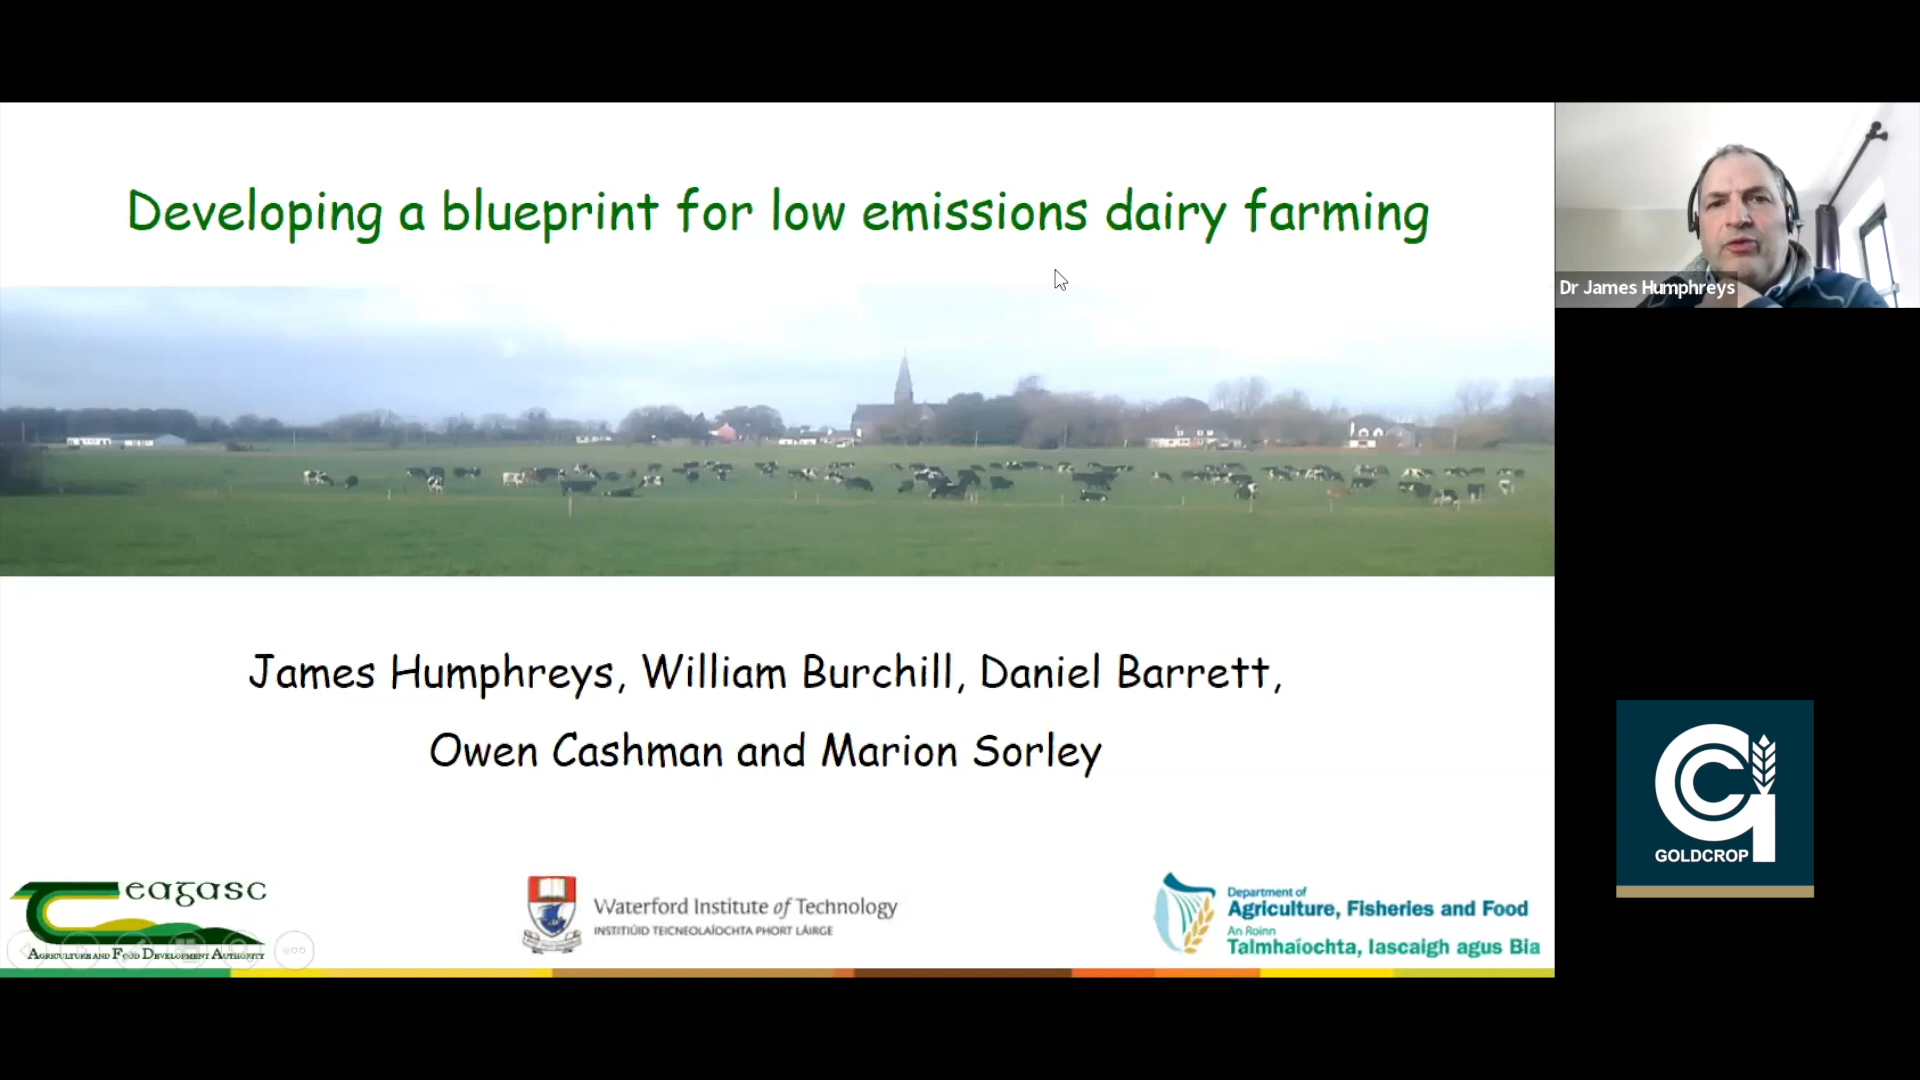 Developing a blueprint for low emissions dairy farming
Dr James Humphreys
James Humphreys, William Burchill, Daniel Barrett,
Owen Cashman and Marion Sorley
GOLDCROP
Teagasc
AGRICULTURE AND FOOD DEVELOPMENT AUTHORITY
Waterford Institute of Technology
INSTITIÚID TEICNEOLAÍOCHTA PHORT LÁIRGE
Department of
Agriculture, Fisheries and Food
An Roinn
Talmhaíochta, Iascaigh agus Bia